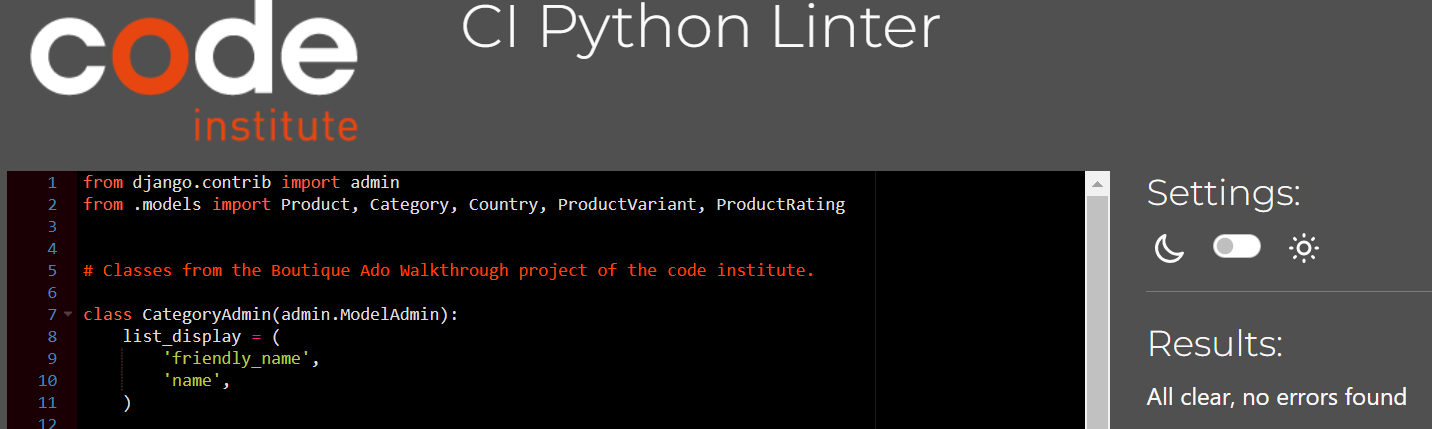 code
institute
CI Python Linter
1 from django.contrib import admin
2 from .models import Product, Category, Country, ProductVariant, ProductRating
3
4
5 # Classes from the Boutique Ado Walkthrough project of the code institute.
6
7 class CategoryAdmin(admin.ModelAdmin):
8     list_display = (
9         'friendly_name',
10         'name',
11     )
12
Settings:
Results:
All clear, no errors found